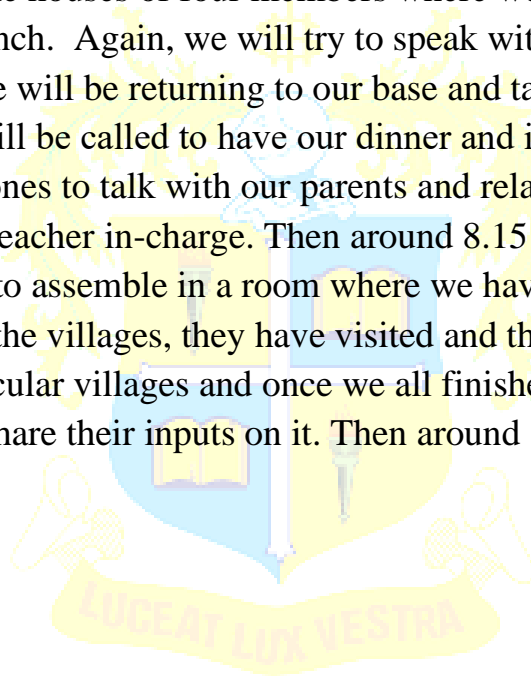 e houses of four members where w
nch.  Again, we will try to speak wit
e will be returning to our base and ta
ill be called to have our dinner and i
ones to talk with our parents and rela
eacher in-charge. Then around 8.15
to assemble in a room where we hav
the villages, they have visited and th
cular villages and once we all finishe
hare their inputs on it. Then around
LUCEAT LUX VESTRA